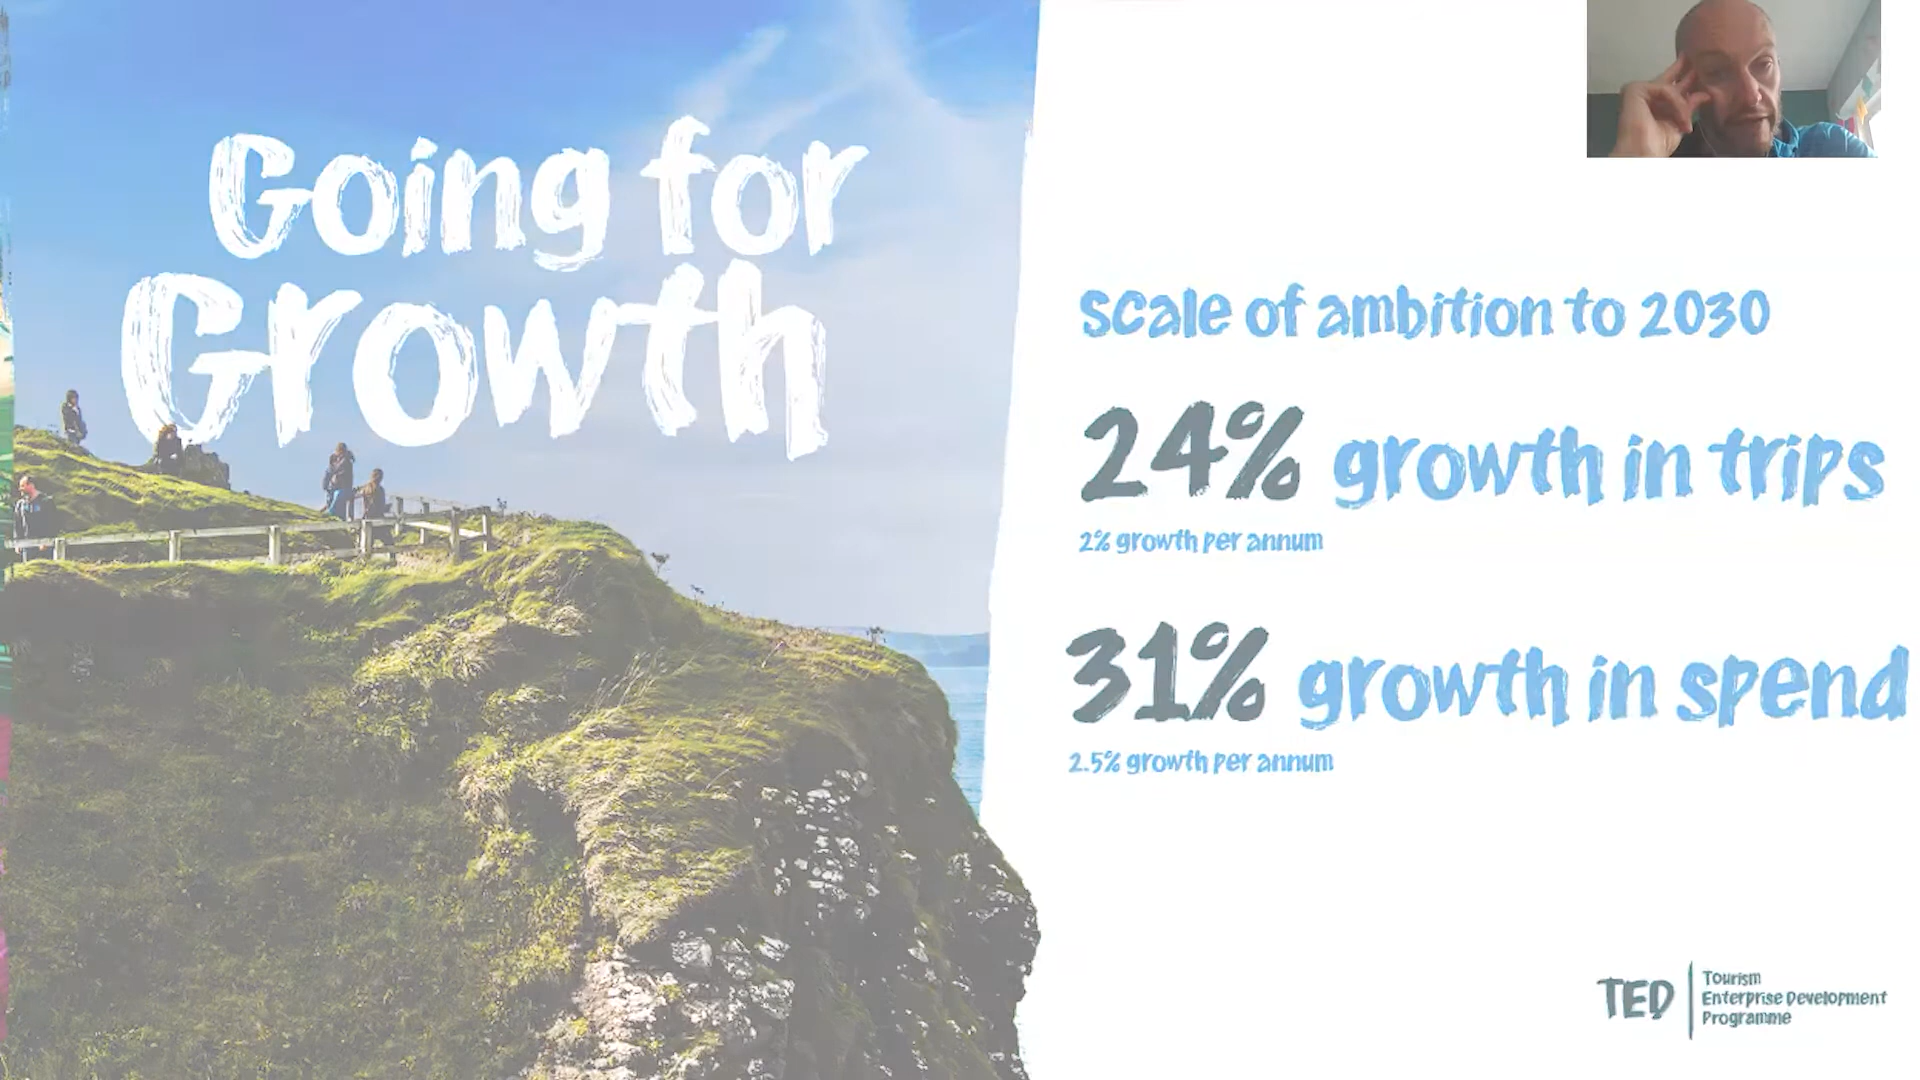 Going for
Growth
scale of ambition to 2030
24% growth in trips
2% growth per annum
31% growth in spend
2.5% growth per annum
TED
Tourism
Enterprise Development
Programme